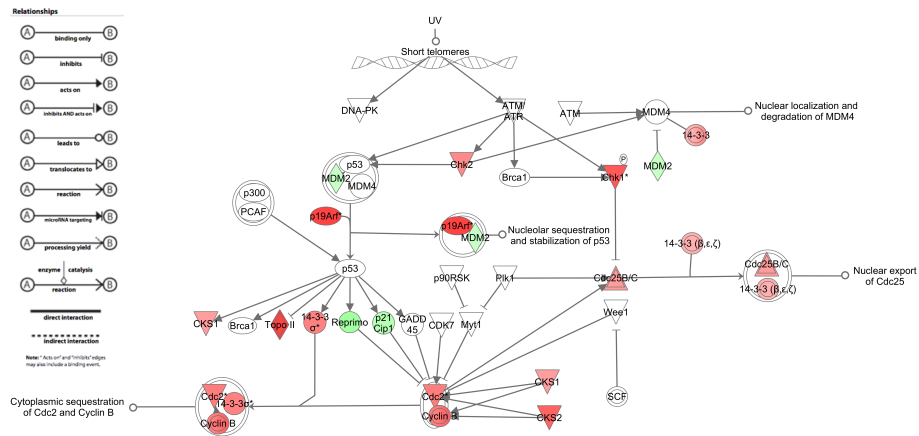 Relationships
A
B
binding only
A
B
inhibits
A
B
acts on
A
B
inhibits AND acts on
A
B
leads to
A
B
translocates to
A
B
reaction
A
B
microRNA targeting
A
B
processing yield
enzyme catalysis
A
B
reaction
direct interaction
indirect interaction
Note: "Acts on" and "inhibits" edges
may also include a binding event.
UV
Short telomeres
DNA-PK
ATM/
ATR
ATM
MDM4
Nuclear localization and
degradation of MDM4
14-3-3
MDM2
Chk2
Brca1
P
Chk1*
p53
MDM2
MDM4
p300
PCAF
p19Arf*
p19Arf*
MDM2
Nucleolar sequestration
and stabilization of p53
14-3-3 (β,ε,ζ)
p53
p90RSK
Plk1
Cdc25B/C
Cdc25B/C
14-3-3 (β,ε,ζ)
Nuclear export
of Cdc25
CKS1
Brca1
Topo II
14-3-3
σ*
Reprimo
p21
Cip1
GADD
45
CDK7
Myt1
Wee1
SCF
Cdc2*
Cyclin B
CKS1
CKS2
Cdc2*
14-3-3σ*
Cyclin B
Cytoplasmic sequestration
of Cdc2 and Cyclin B